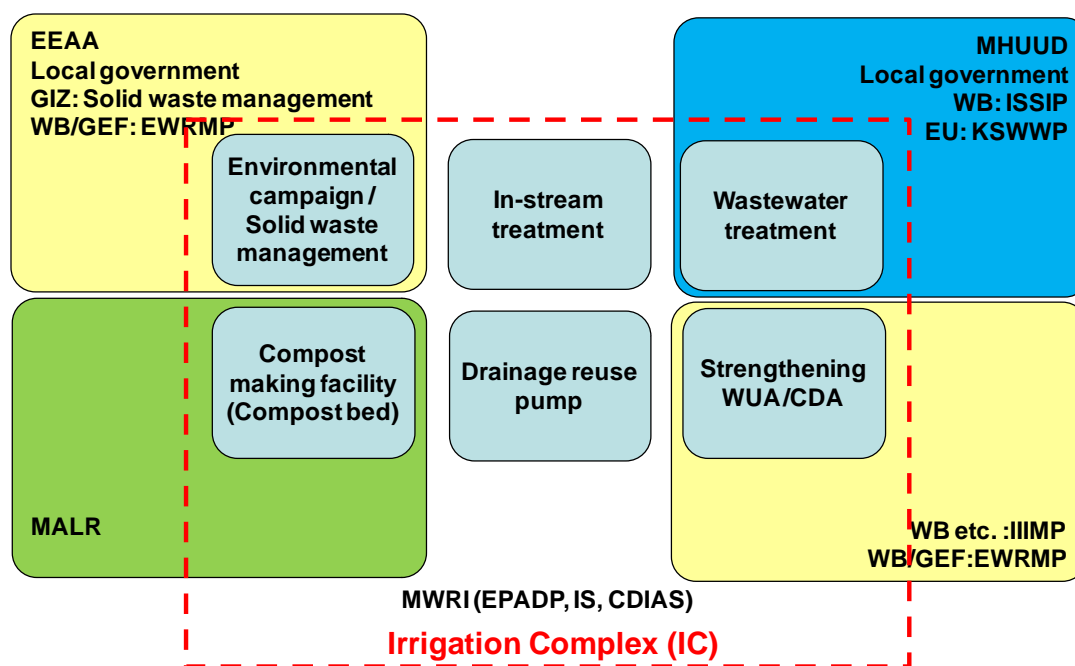 EEAA
Local government
GIZ: Solid waste management
WB/GEF: EWRMP
MHUUD
Local government
WB: ISSIP
EU: KSWWP
Environmental
campaign /
Solid waste
management
In-stream
treatment
Wastewater
treatment
Compost
making facility
(Compost bed)
Drainage reuse
pump
Strengthening
WUA/CDA
MALR
WB etc. :IIIMP
WB/GEF:EWRMP
MWRI (EPADP, IS, CDIAS)
Irrigation Complex (IC)